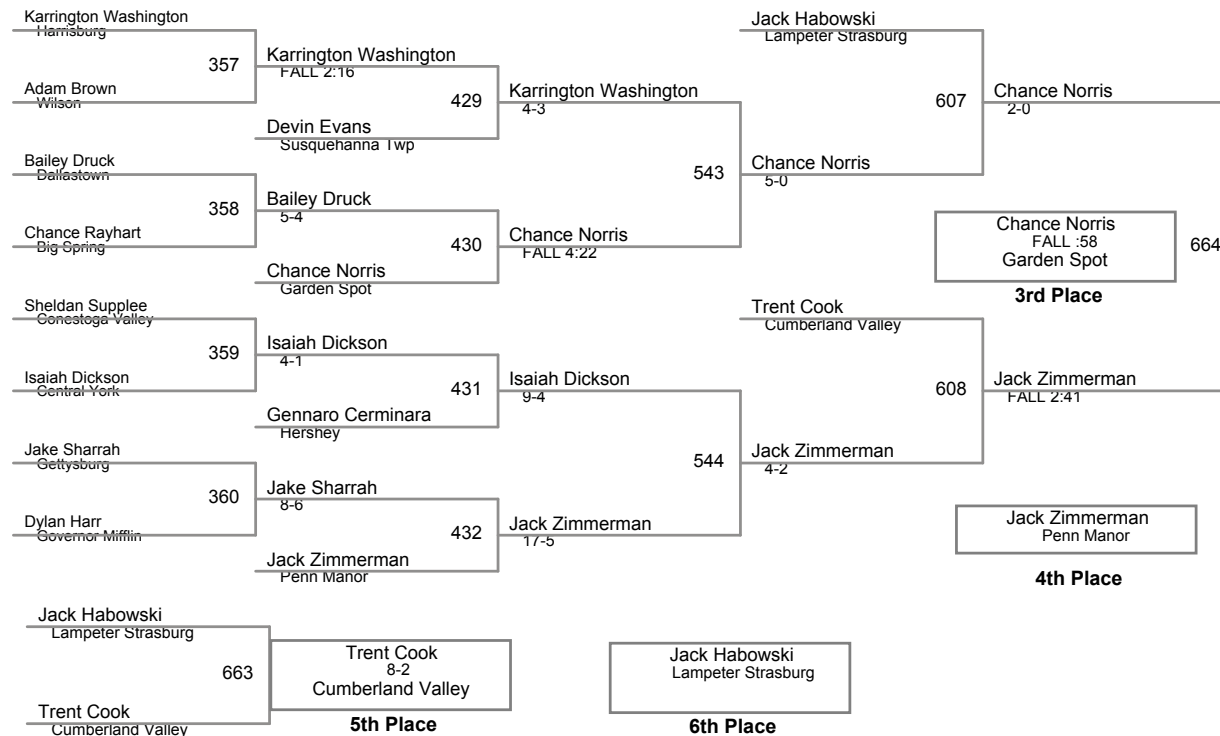 Karrington Washington
Harrisburg
357
Adam Brown
Wilson
Bailey Druck
Dallastown
358
Chance Rayhart
Big Spring
Sheldan Supplee
Conestoga Valley
359
Isaiah Dickson
Central York
Jake Sharrah
Gettysburg
360
Dylan Harr
Governor Mifflin
Karrington Washington
FALL 2:16
429
Devin Evans
Susquehanna Twp
Bailey Druck
5-4
430
Chance Norris
Garden Spot
Isaiah Dickson
4-1
431
Gennaro Cerminara
Hershey
Jake Sharrah
8-6
432
Jack Zimmerman
Penn Manor
Karrington Washington
4-3
543
Chance Norris
FALL 4:22
Isaiah Dickson
9-4
544
Jack Zimmerman
17-5
Jack Habowski
Lampeter Strasburg
607
Chance Norris
5-0
Trent Cook
Cumberland Valley
608
Jack Zimmerman
4-2
Chance Norris
2-0
Chance Norris
FALL :58
Garden Spot
664
3rd Place
Jack Zimmerman
FALL 2:41
Jack Zimmerman
Penn Manor
4th Place
Jack Habowski
Lampeter Strasburg
663
Trent Cook
Cumberland Valley
Trent Cook
8-2
Cumberland Valley
5th Place
Jack Habowski
Lampeter Strasburg
6th Place